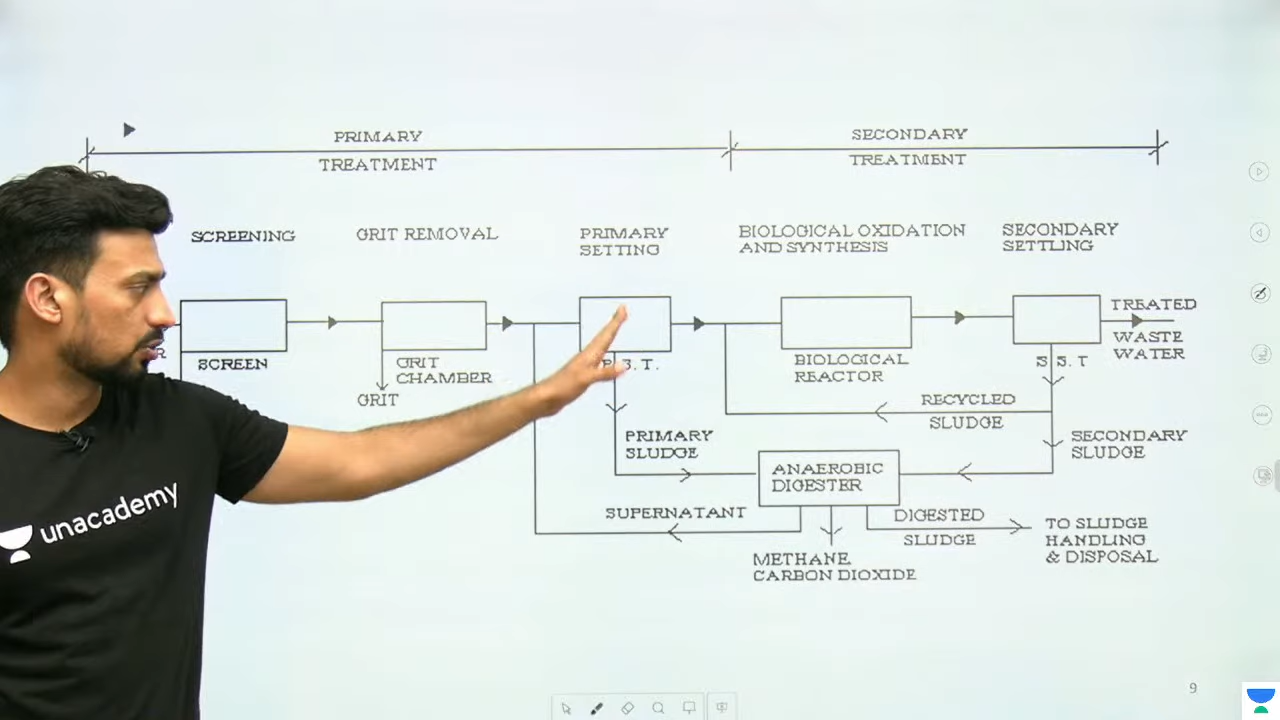 PRIMARY
TREATMENT
SECONDARY
TREATMENT
SCREENING
GRIT REMOVAL
PRIMARY
SETTING
BIOLOGICAL OXIDATION
AND SYNTHESIS
SECONDARY
SETTLING
SCREEN
GRIT
CHAMBER
GRIT
S.T.
BIOLOGICAL
REACTOR
S S. T
TREATED
WASTE
WATER
RECYCLED
SLUDGE
PRIMARY
SLUDGE
SECONDARY
SLUDGE
ANAEROBIC
DIGESTER
SUPERNATANT
DIGESTED
SLUDGE
TO SLUDGE
HANDLING
& DISPOSAL
METHANE
CARBON DIOXIDE
unacademy
9